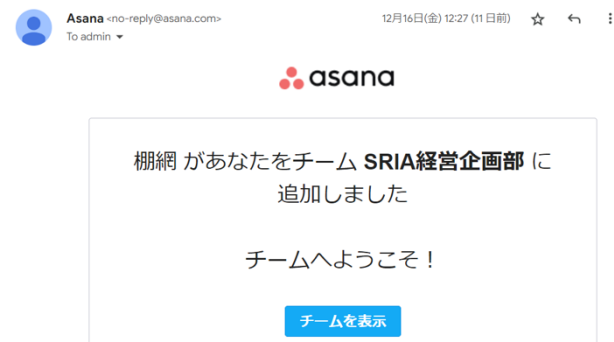 Asana <no-reply@asana.com>
12月16日(金) 12:27 (11 日前)
To admin
asana
棚網 があなたをチーム SRIA経営企画部 に
追加しました
チームへようこそ！
チームを表示